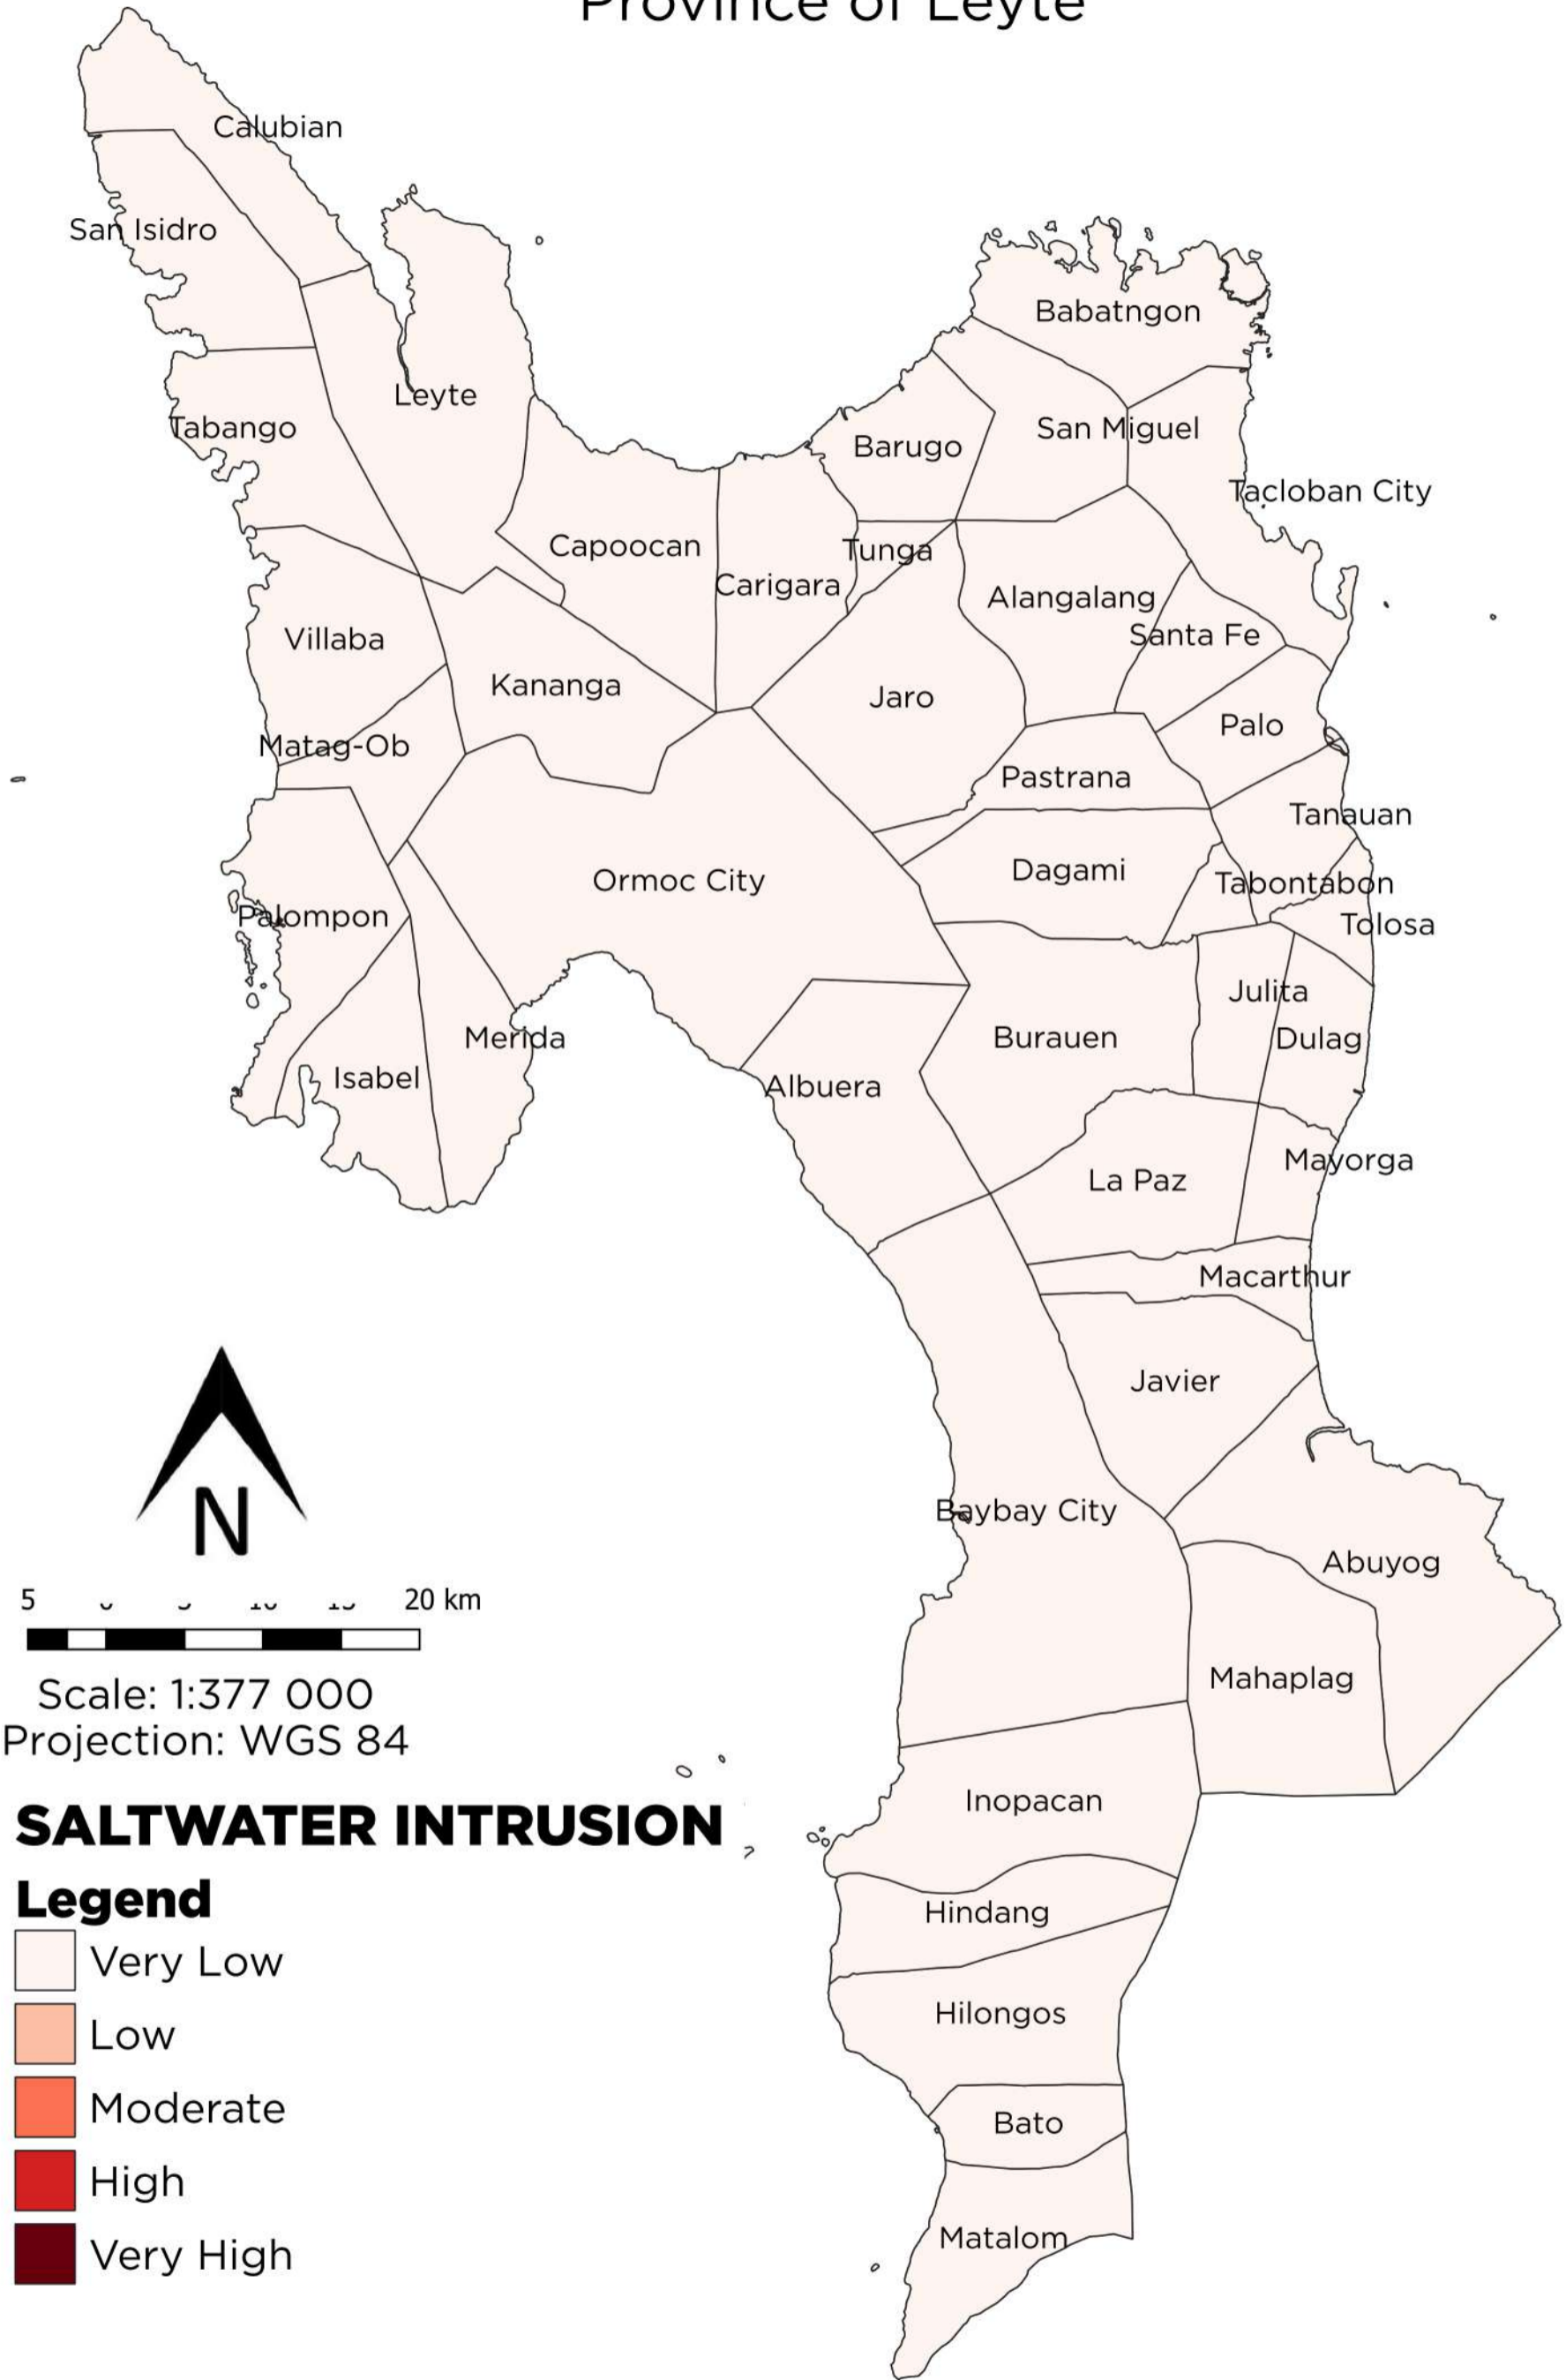 Province of Leyte
Calubian
San Isidro
Babatngon
Leyte
Tabango
San Miguel
Barugo
Tacloban City
Capoocan
Tunga
Carigara
Alangalang
Santa Fe
Villaba
Kananga
Jaro
Palo
Matag-Ob
Pastrana
Tanauan
Dagami
Ormoc City
Tabontabon
Palompon
Tolosa
Julita
Merida
Burauen
Dulag
Isabel
Albuera
Mayorga
La Paz
Macarthur
Javier
Baybay City
Abuyog
Mahaplag
Inopacan
Hindang
Hilongos
Bato
Matalom
N
5 20 km
Scale: 1:377 000
Projection: WGS 84
SALTWATER INTRUSION
Legend
Very Low
Low
Moderate
High
Very High